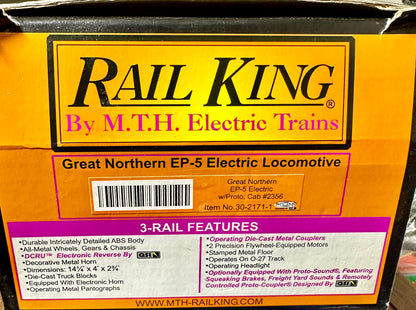 RAIL KING®
By M.T.H. Electric Trains
Great Northern EP-5 Electric Locomotive
Great Northern
EP-5 Electric
w/Proto, Cab #2356
Item No. 30-2171-1
3-RAIL FEATURES
•Durable Intricately Detailed ABS Body
•All-Metal Wheels, Gears & Chassis
•DCRU™ Electronic Reverse By QSI
•Decorative Metal Horn
•Dimensions: 14¼" x 4" x 2¾"
•Die-Cast Truck Blocks
•Equipped With Electronic Horn
•Operating Metal Pantographs
•Operating Die-Cast Metal Couplers
•2 Precision Flywheel-Equipped Motors
•Stamped Metal Floor
•Operates On O-27 Track
•Operating Headlight
•Optionally Equipped With Proto-Sound®, Featuring
Squeaking Brakes, Freight Yard Sounds & Remotely
Controlled Proto-Coupler® Designed By QSI
WWW.MTH-RAILKING.COM